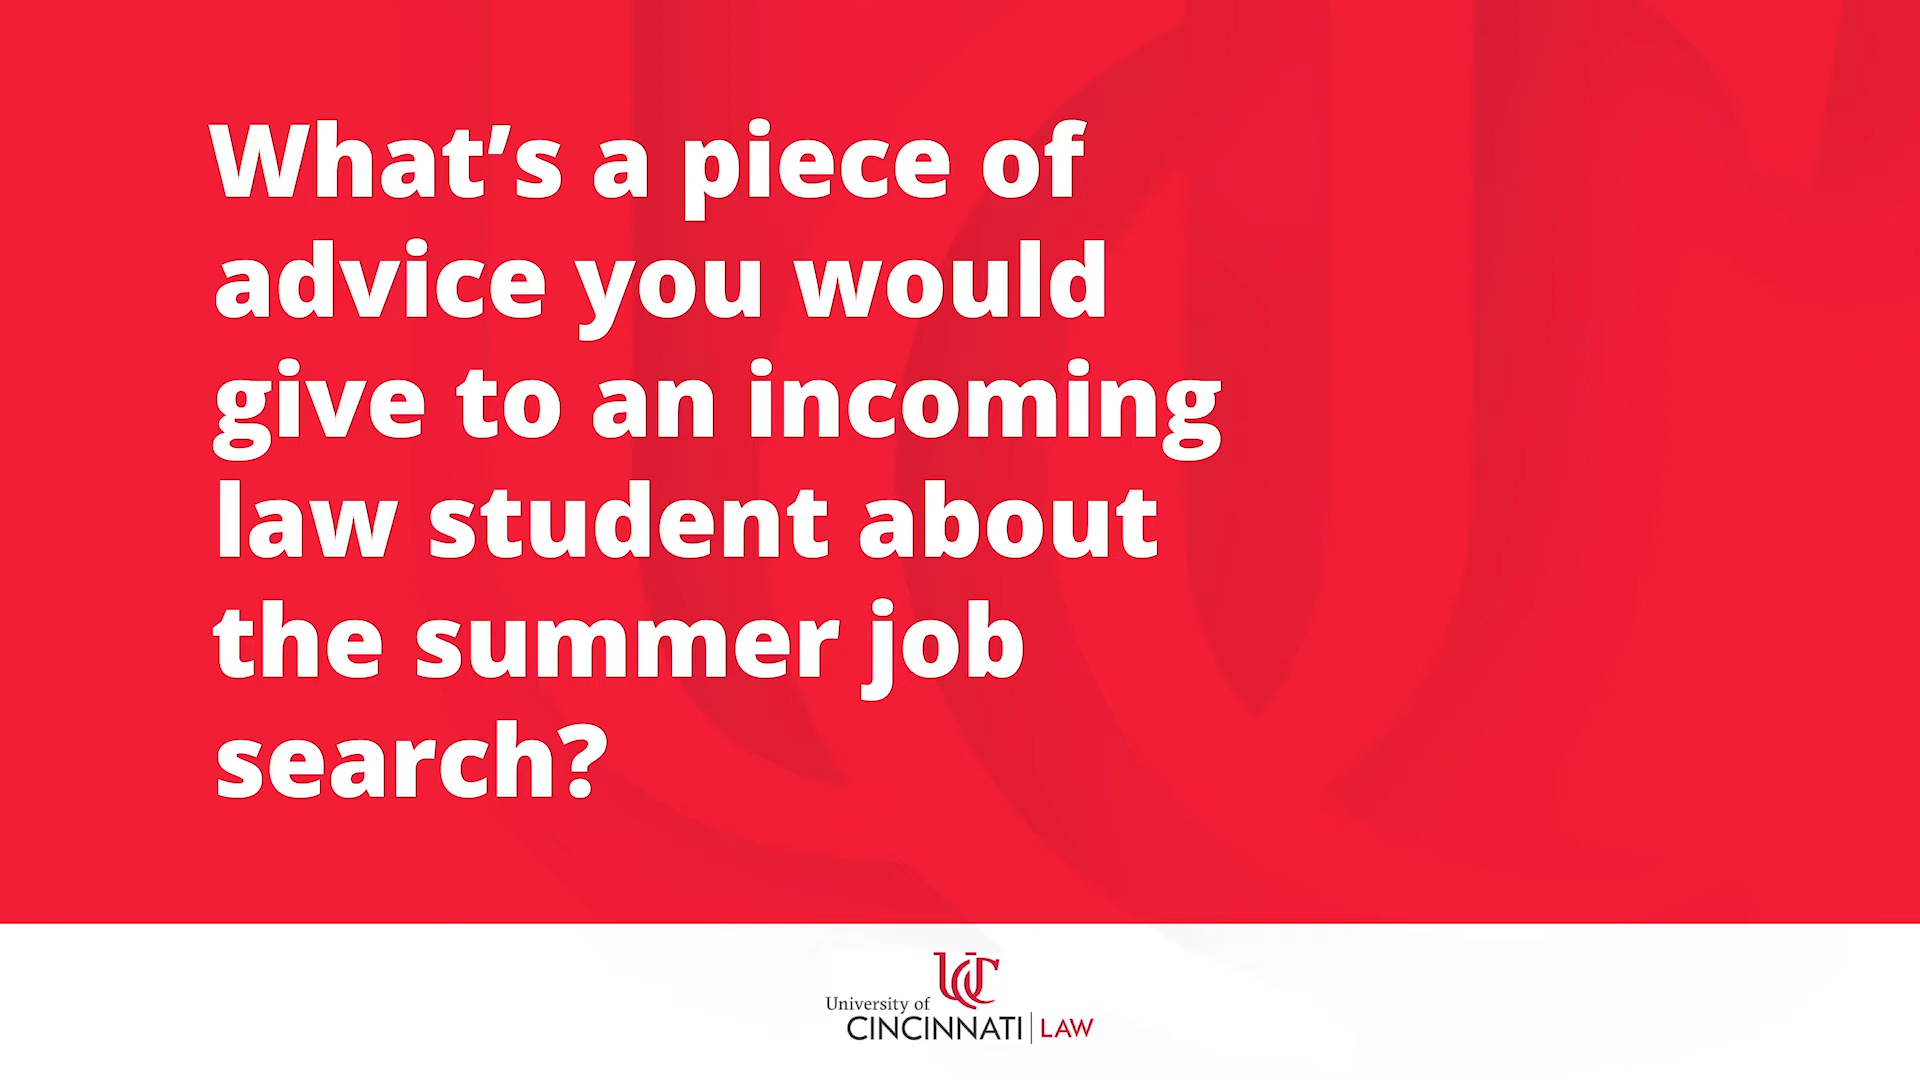 What’s a piece of
advice you would
give to an incoming
law student about
the summer job
search?
UC
University of
CINCINNATI | LAW